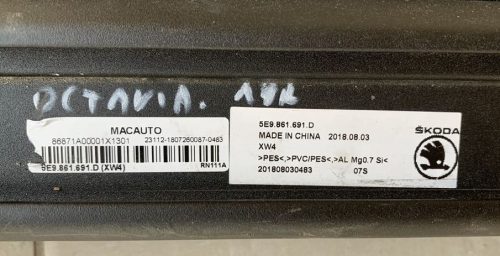 OCTAVIA.
MACAUTO
86871A00001X1301
23112-1807260087-0483
5E9.861.691.D (XW4)
RN111A
5E9.861.691.D
MADE IN CHINA 2018.08.03
XW4
>PES<,>PVC/PES<,>AL Mg0.7 Si<
201808030483 07S
ŠKODA